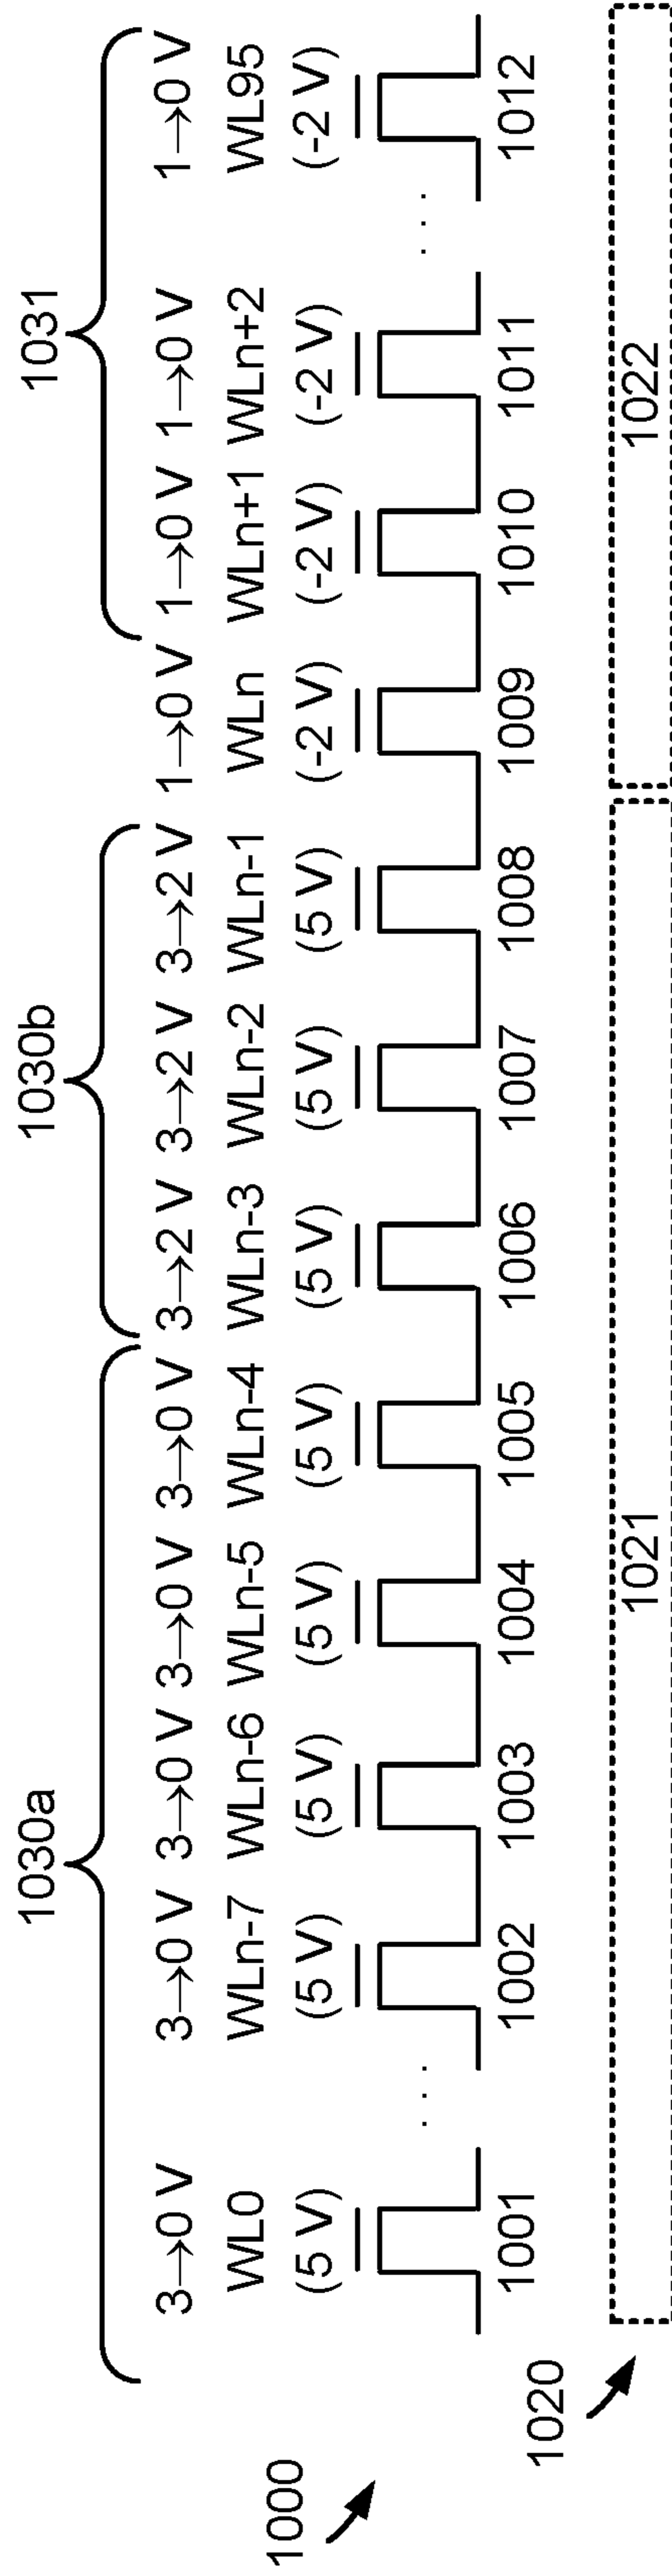 1030a 1030b 1031
3→0 V 3→0 V 3→0 V 3→0 V 3→0 V 3→2 V 3→2 V 3→2 V 1→0 V 1→0 V 1→0 V 1→0 V
WL0 WLn-7 WLn-6 WLn-5 WLn-4 WLn-3 WLn-2 WLn-1 WLn WLn+1 WLn+2 WL95
(5 V) (5 V) (5 V) (5 V) (5 V) (5 V) (5 V) (5 V) (-2 V) (-2 V) (-2 V) (-2 V)
1000
. . . . . .
1001 1002 1003 1004 1005 1006 1007 1008 1009 1010 1011 1012
1020
1021 1022